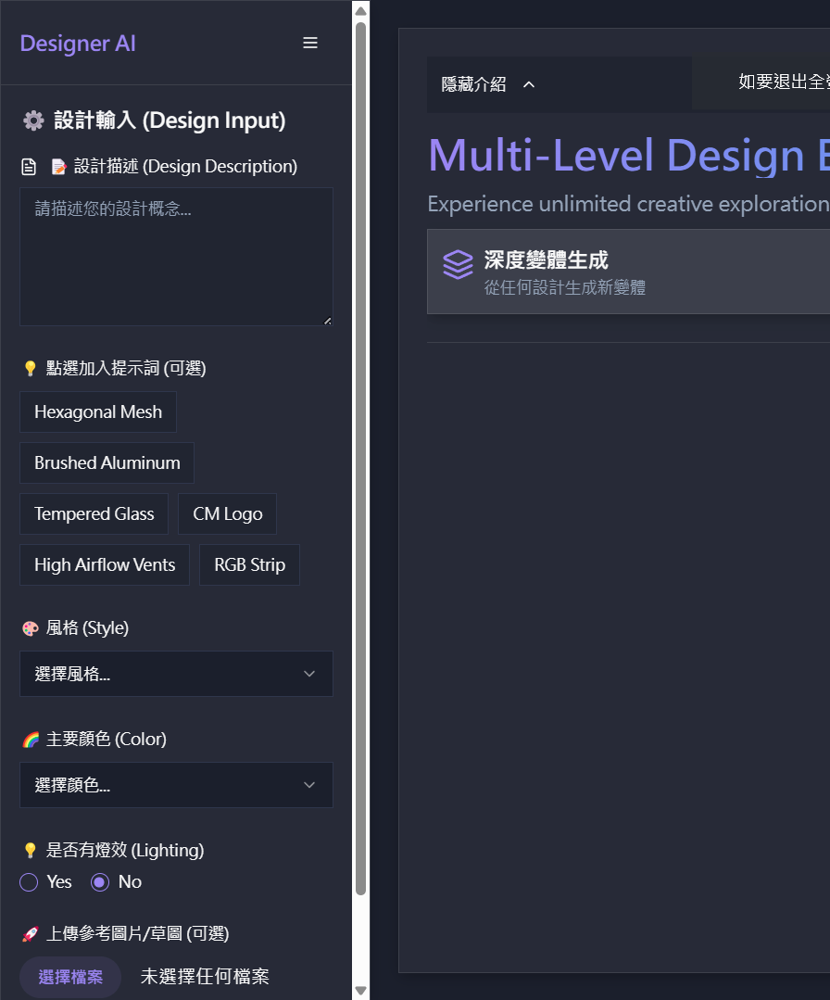 Designer AI
設計輸入 (Design Input)
設計描述 (Design Description)
請描述您的設計概念...
點選加入提示詞 (可選)
Hexagonal Mesh
Brushed Aluminum
Tempered Glass
CM Logo
High Airflow Vents
RGB Strip
風格 (Style)
選擇風格...
主要顏色 (Color)
選擇顏色...
是否有燈效 (Lighting)
Yes
No
上傳參考圖片/草圖 (可選)
選擇檔案
未選擇任何檔案
隱藏介紹
如要退出全
Multi-Level Design
Experience unlimited creative exploration
深度變體生成
從任何設計生成新變體